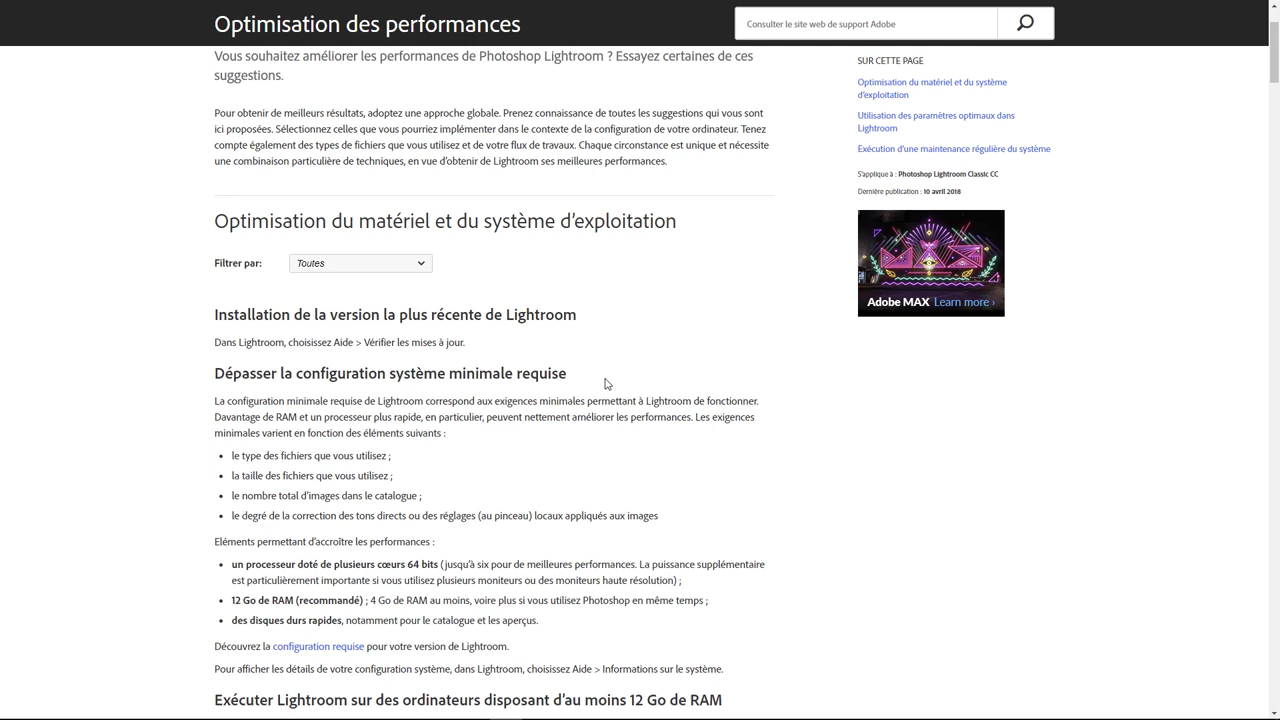 Optimisation des performances
Consulter le site web de support Adobe
Vous souhaitez améliorer les performances de Photoshop Lightroom ? Essayez certaines de ces
suggestions.
Pour obtenir de meilleurs résultats, adoptez une approche globale. Prenez connaissance de toutes les suggestions qui vous sont
ici proposées. Sélectionnez celles que vous pourriez implémenter dans le contexte de la configuration de votre ordinateur. Tenez
compte également des types de fichiers que vous utilisez et de votre flux de travaux. Chaque circonstance est unique et nécessite
une combinaison particulière de techniques, en vue d'obtenir de Lightroom ses meilleures performances.
Optimisation du matériel et du système d'exploitation
Filtrer par:
Toutes
Installation de la version la plus récente de Lightroom
Dans Lightroom, choisissez Aide > Vérifier les mises à jour.
Dépasser la configuration système minimale requise
La configuration minimale requise de Lightroom correspond aux exigences minimales permettant à Lightroom de fonctionner.
Davantage de RAM et un processeur plus rapide, en particulier, peuvent nettement améliorer les performances. Les exigences
minimales varient en fonction des éléments suivants :
• le type des fichiers que vous utilisez ;
• la taille des fichiers que vous utilisez ;
• le nombre total d'images dans le catalogue ;
• le degré de la correction des tons directs ou des réglages (au pinceau) locaux appliqués aux images
Eléments permettant d'accroître les performances :
• un processeur doté de plusieurs cœurs 64 bits (jusqu'à six pour de meilleures performances. La puissance supplémentaire
est particulièrement importante si vous utilisez plusieurs moniteurs ou des moniteurs haute résolution) ;
• 12 Go de RAM (recommandé) ; 4 Go de RAM au moins, voire plus si vous utilisez Photoshop en même temps ;
• des disques durs rapides, notamment pour le catalogue et les aperçus.
Découvrez la configuration requise pour votre version de Lightroom.
Pour afficher les détails de votre configuration système, dans Lightroom, choisissez Aide > Informations sur le système.
Exécuter Lightroom sur des ordinateurs disposant d'au moins 12 Go de RAM
SUR CETTE PAGE
Optimisation du matériel et du système
d'exploitation
Utilisation des paramètres optimaux dans
Lightroom
Exécution d'une maintenance régulière du système
S'applique à : Photoshop Lightroom Classic CC
Dernière publication : 10 avril 2018
Adobe MAX Learn more ›